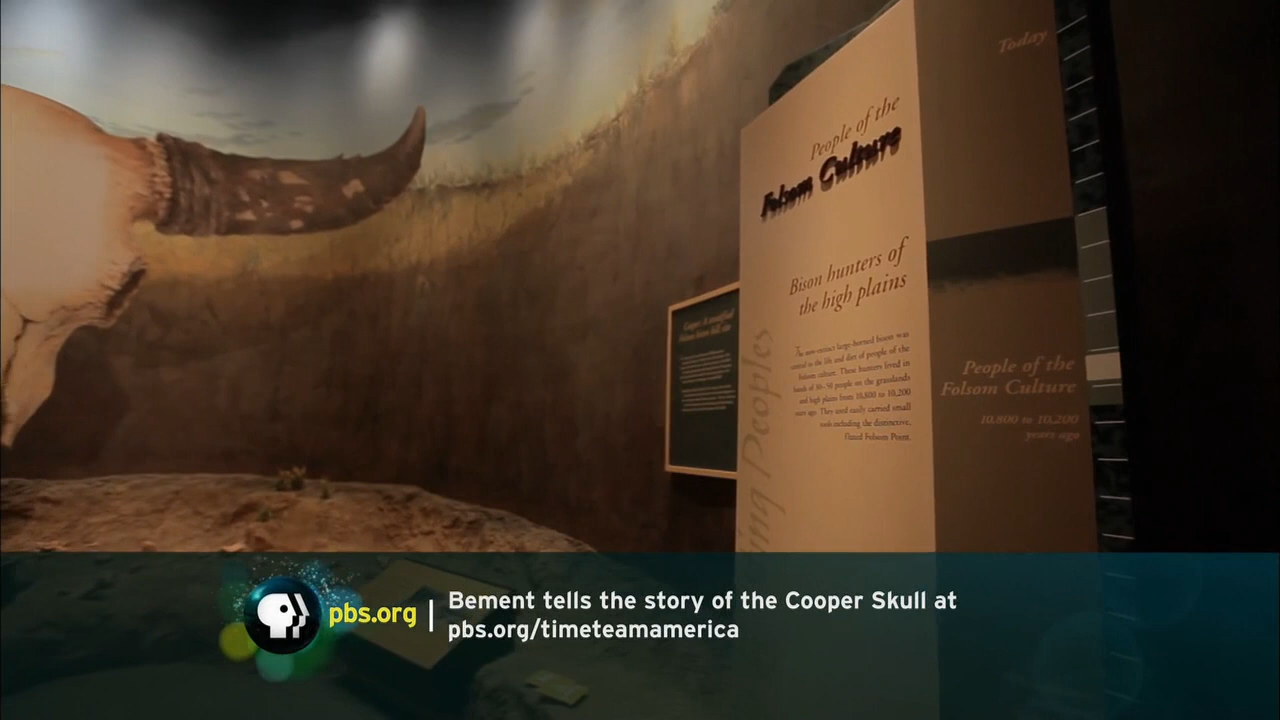 Today
People of the
Folsom Culture
Bison hunters of
the high plains
The now-extinct large-horned bison was
central to the life and diet of people of the
Folsom culture. These hunters lived in
bands of 30-50 people on the grasslands
and high plains from 10,800 to 10,200
years ago. They used easily carried small
tools including the distinctive,
fluted Folsom Point.
ing Peoples
People of the
Folsom Culture
10,800 to 10,200
years ago
pbs.org
Bement tells the story of the Cooper Skull at
pbs.org/timeteamamerica